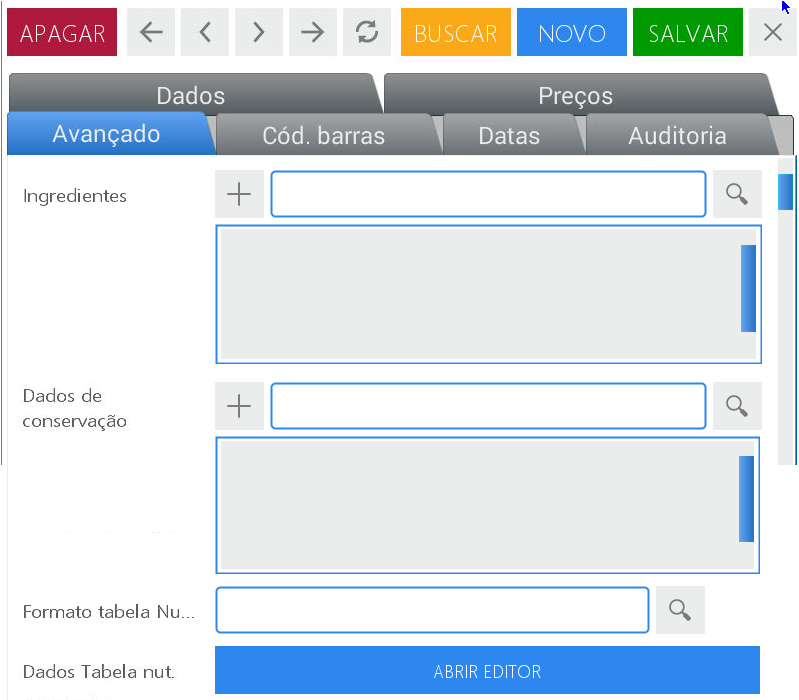 APAGAR BUSCAR NOVO SALVAR
Dados Preços
Avançado Cód. barras Datas Auditoria
Ingredientes
Dados de
conservação
Formato tabela Nu...
Dados Tabela nut.
ABRIR EDITOR